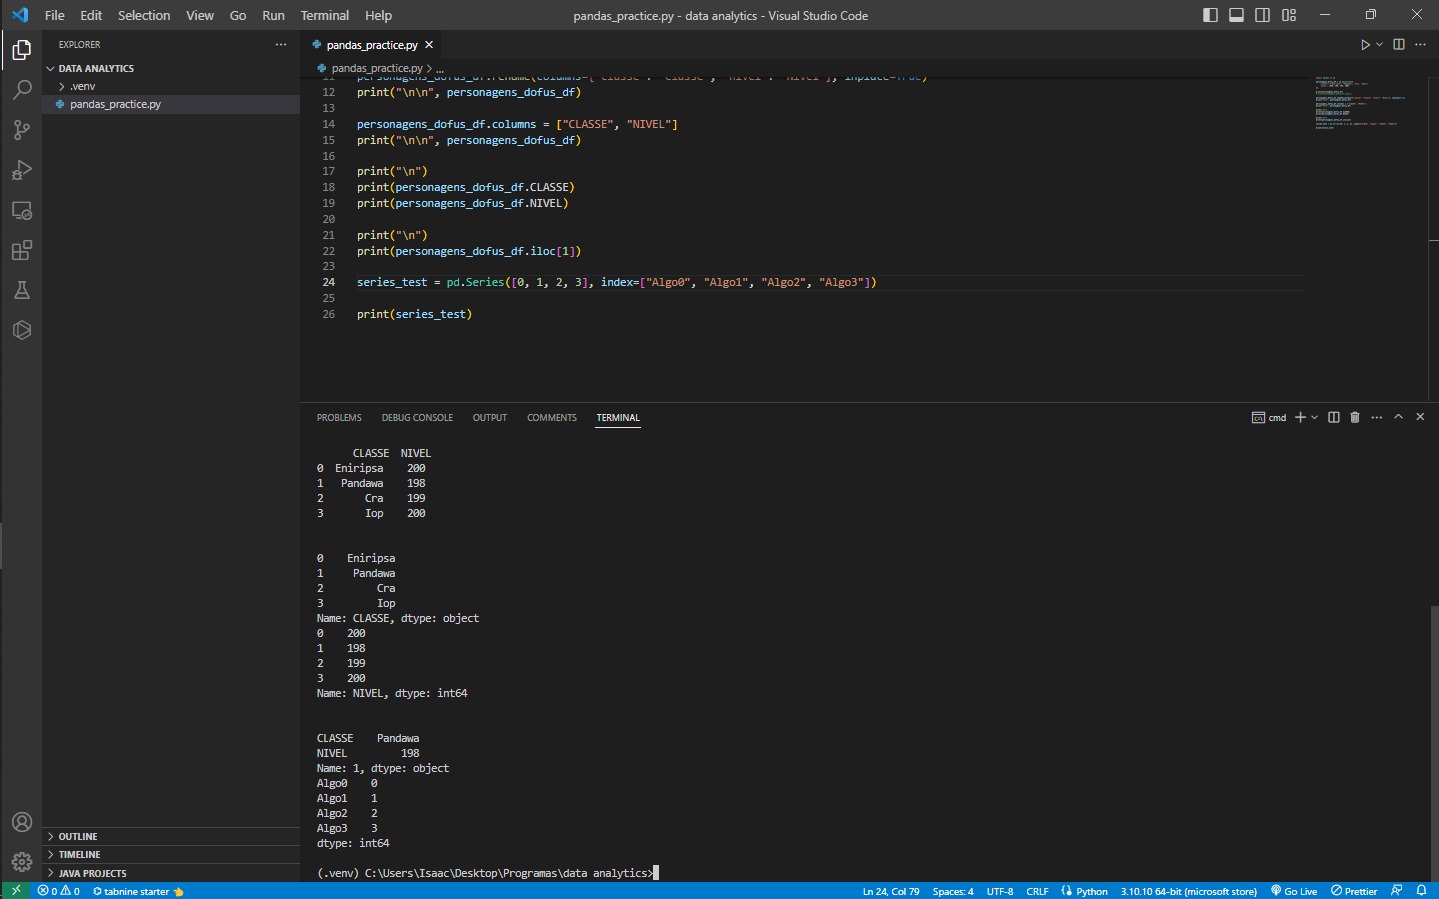 File Edit Selection View Go Run Terminal Help
pandas_practice.py - data analytics - Visual Studio Code
EXPLORER
DATA ANALYTICS
.venv
pandas_practice.py
OUTLINE
TIMELINE
JAVA PROJECTS
pandas_practice.py
pandas_practice.py > ...
12 print("\n\n", personagens_dofus_df)
13
14 personagens_dofus_df.columns = ["CLASSE", "NIVEL"]
15 print("\n\n", personagens_dofus_df)
16
17 print("\n")
18 print(personagens_dofus_df.CLASSE)
19 print(personagens_dofus_df.NIVEL)
20
21 print("\n")
22 print(personagens_dofus_df.iloc[1])
23
24 series_test = pd.Series([0, 1, 2, 3], index=["Algo0", "Algo1", "Algo2", "Algo3"])
25
26 print(series_test)
PROBLEMS DEBUG CONSOLE OUTPUT COMMENTS TERMINAL
cmd
CLASSE NIVEL
0 Eniripsa 200
1 Pandawa 198
2 Cra 199
3 Iop 200
0 Eniripsa
1 Pandawa
2 Cra
3 Iop
Name: CLASSE, dtype: object
0 200
1 198
2 199
3 200
Name: NIVEL, dtype: int64
CLASSE Pandawa
NIVEL 198
Name: 1, dtype: object
Algo0 0
Algo1 1
Algo2 2
Algo3 3
dtype: int64
(.venv) C:\Users\Isaac\Desktop\Programas\data analytics>
0 0 tabnine starter Ln 24, Col 79 Spaces: 4 UTF-8 CRLF Python 3.10.10 64-bit (microsoft store) Go Live Prettier